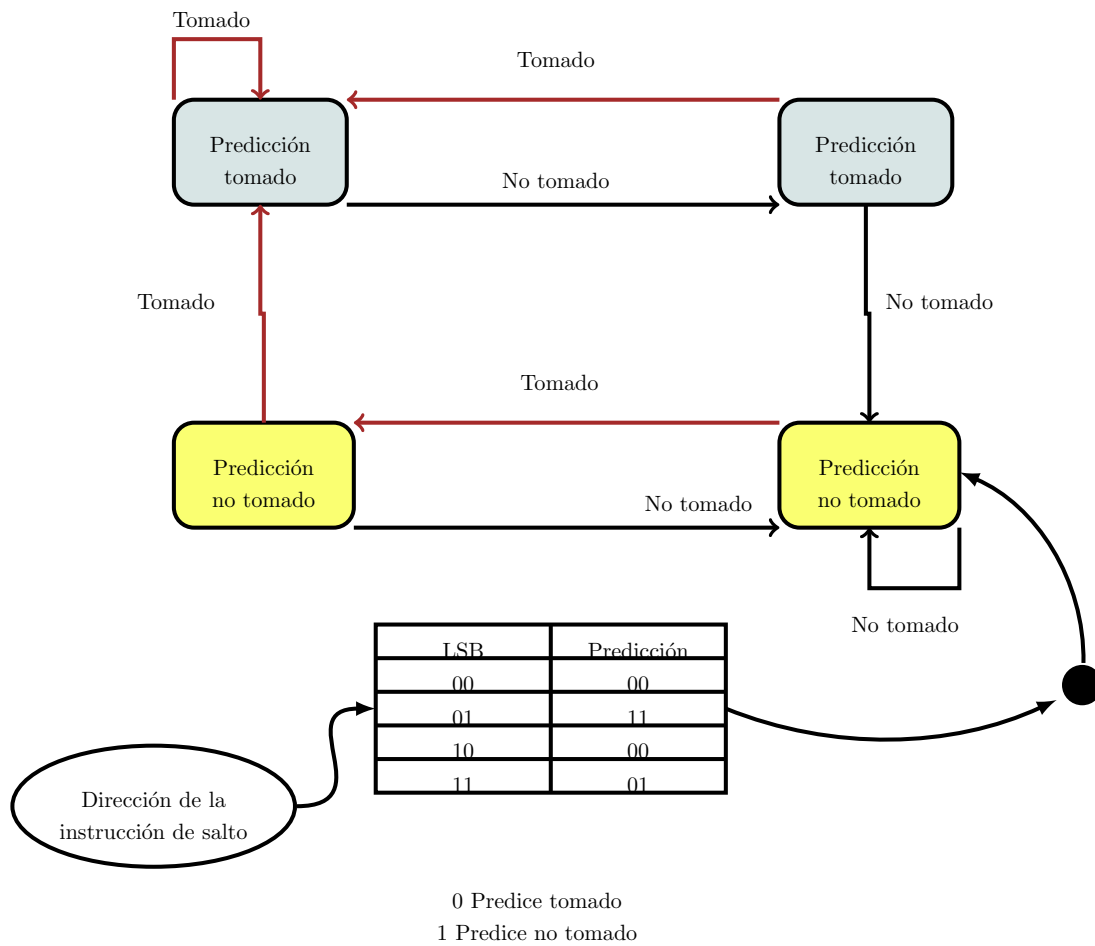 Tomado
Tomado
Predicción
tomado
Predicción
tomado
No tomado
Tomado
No tomado
Tomado
Predicción
no tomado
Predicción
no tomado
No tomado
No tomado
LSB Predicción
00 00
01 11
10 00
11 01
Dirección de la
instrucción de salto
0 Predice tomado
1 Predice no tomado